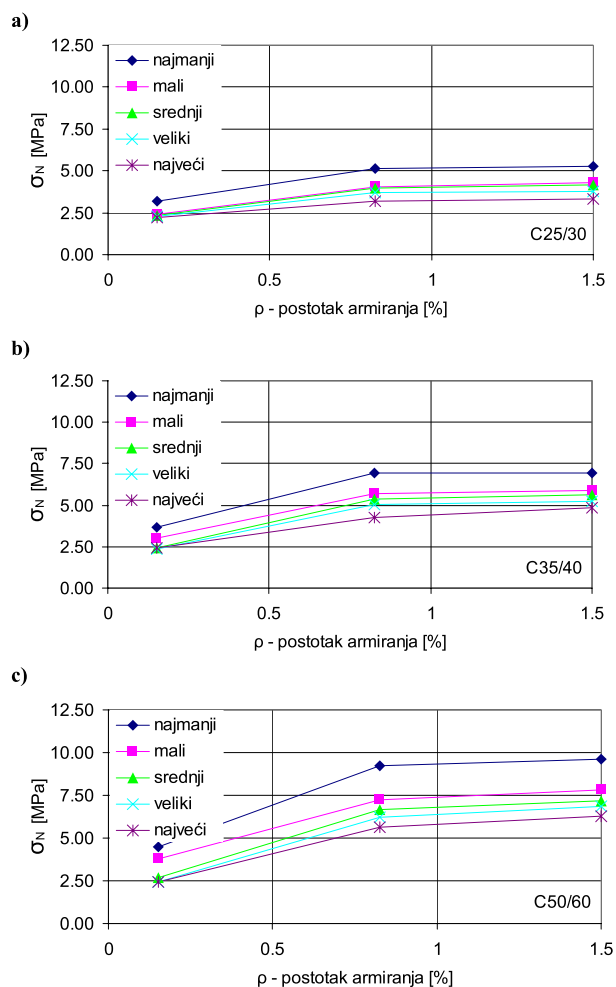 a)
12.50
10.00
7.50
5.00
2.50
0.00
σN [MPa]
najmanji
mali
srednji
veliki
najveći
C25/30
0 0.5 1 1.5
ρ - postotak armiranja [%]
b)
12.50
10.00
7.50
5.00
2.50
0.00
σN [MPa]
najmanji
mali
srednji
veliki
najveći
C35/40
0 0.5 1 1.5
ρ - postotak armiranja [%]
c)
12.50
10.00
7.50
5.00
2.50
0.00
σN [MPa]
najmanji
mali
srednji
veliki
najveći
C50/60
0 0.5 1 1.5
ρ - postotak armiranja [%]